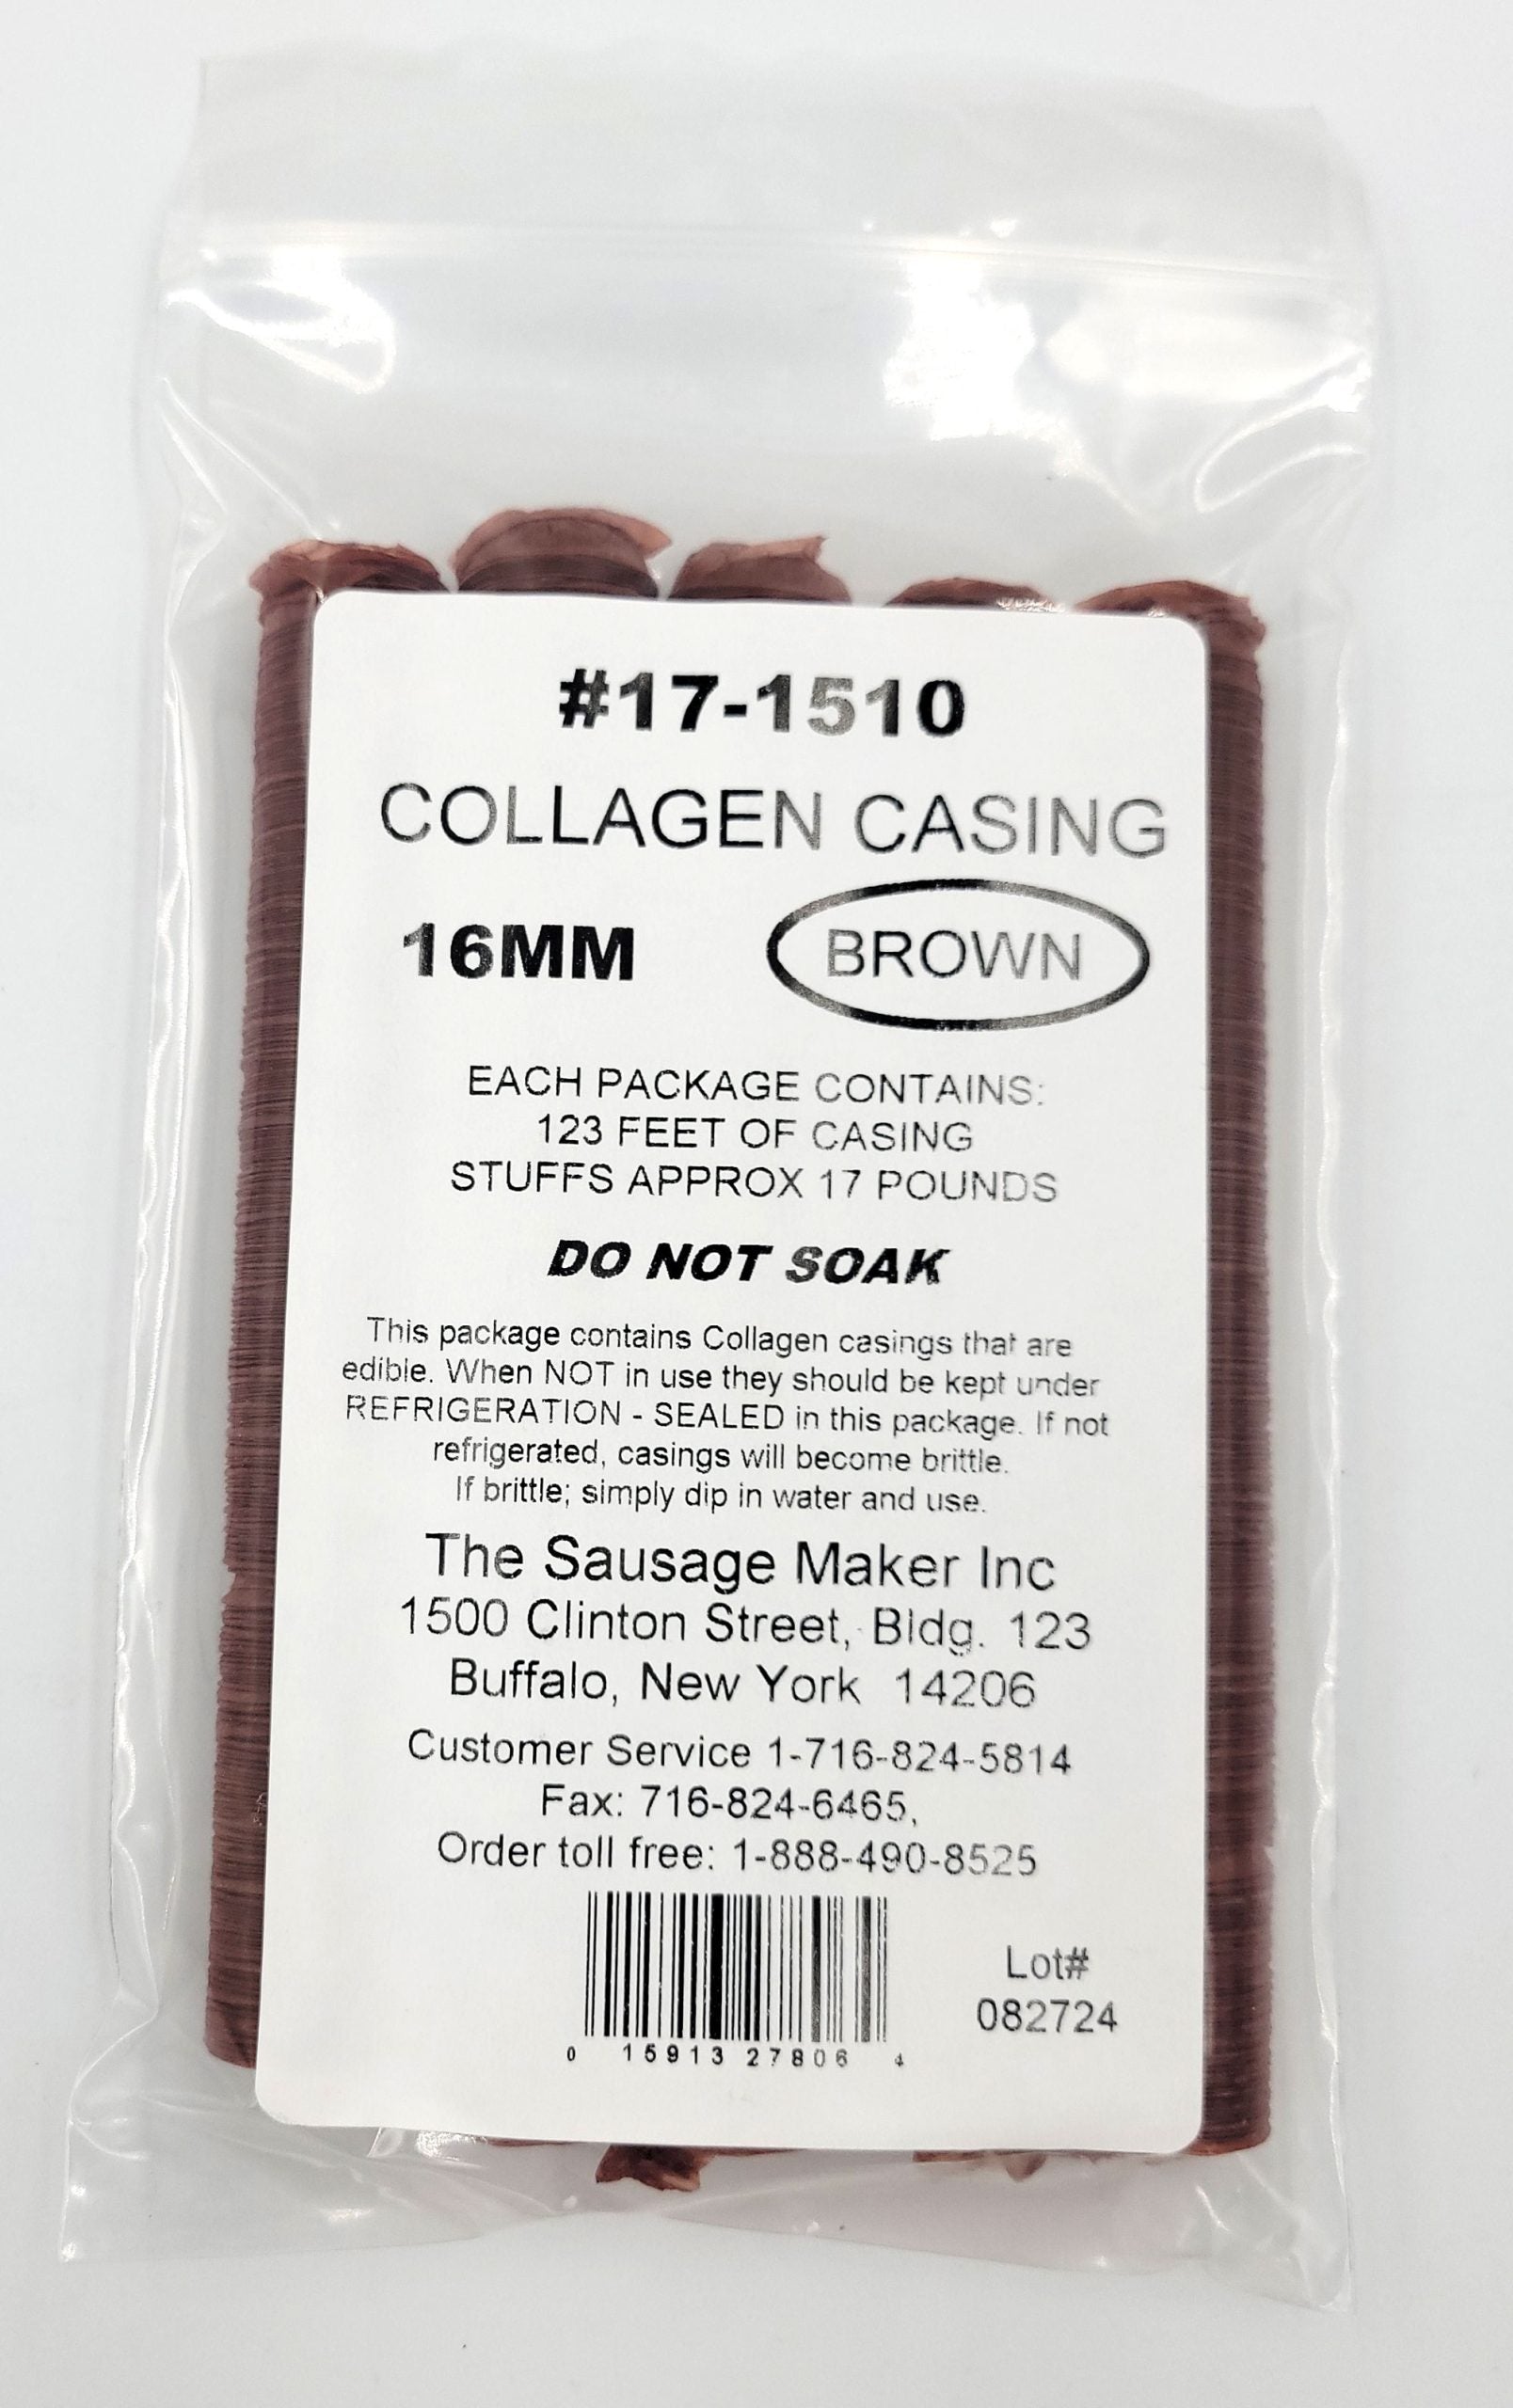 #17-1510
COLLAGEN CASING
16MM BROWN
EACH PACKAGE CONTAINS:
123 FEET OF CASING
STUFFS APPROX 17 POUNDS
DO NOT SOAK
This package contains Collagen casings that are
edible. When NOT in use they should be kept under
REFRIGERATION - SEALED in this package. If not
refrigerated, casings will become brittle.
If brittle; simply dip in water and use.
The Sausage Maker Inc
1500 Clinton Street, Bldg. 123
Buffalo, New York 14206
Customer Service 1-716-824-5814
Fax: 716-824-6465,
Order toll free: 1-888-490-8525
Lot#
082724
0 15913 27806 4